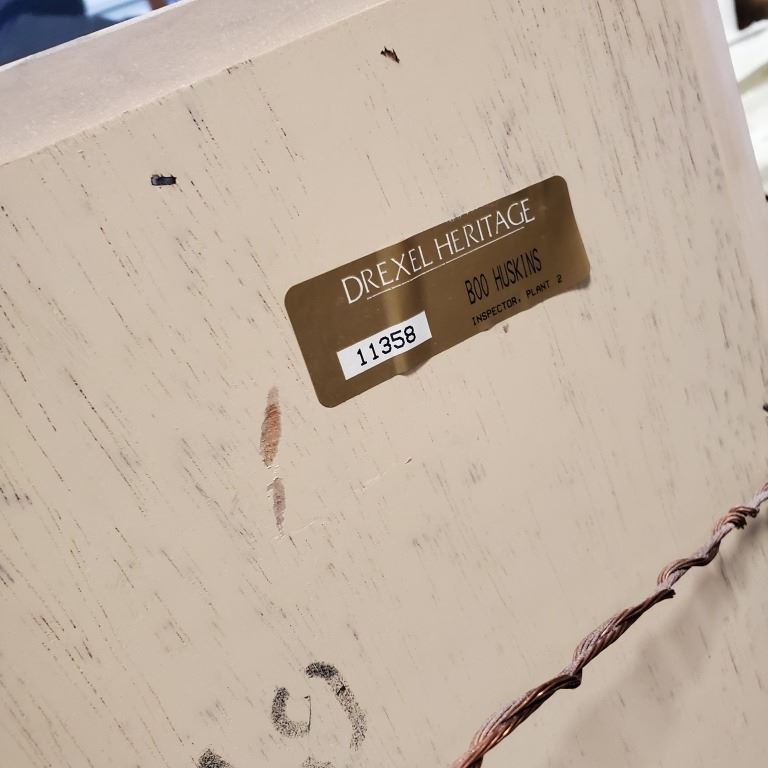 DREXEL HERITAGE
BOO HUSKINS
INSPECTOR, PLANT 2
11358